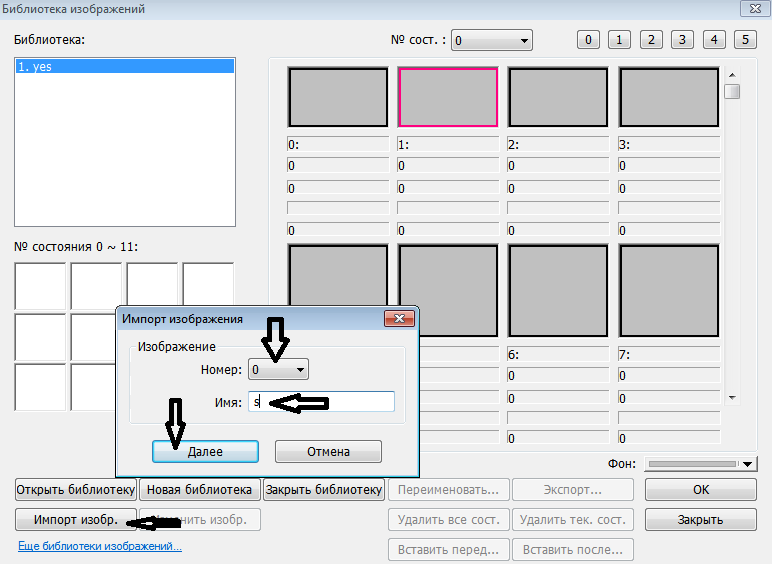 Библиотека изображений
Библиотека:
№ сост. : 0
0 1 2 3 4 5
1. yes
0: 1: 2: 3:
0 0 0 0
0 0 0 0
0 0 0 0
№ состояния 0 ~ 11:
Импорт изображения
Изображение
Номер: 0
Имя: s
Далее Отмена
6: 7:
0 0
0 0
0 0
Фон:
Открыть библиотеку Новая библиотека Закрыть библиотеку Переименовать... Экспорт... OK
Импорт изобр. изобр. Удалить все сост. Удалить тек. сост. Закрыть
Еще библиотеки изображений... Вставить перед... Вставить после...